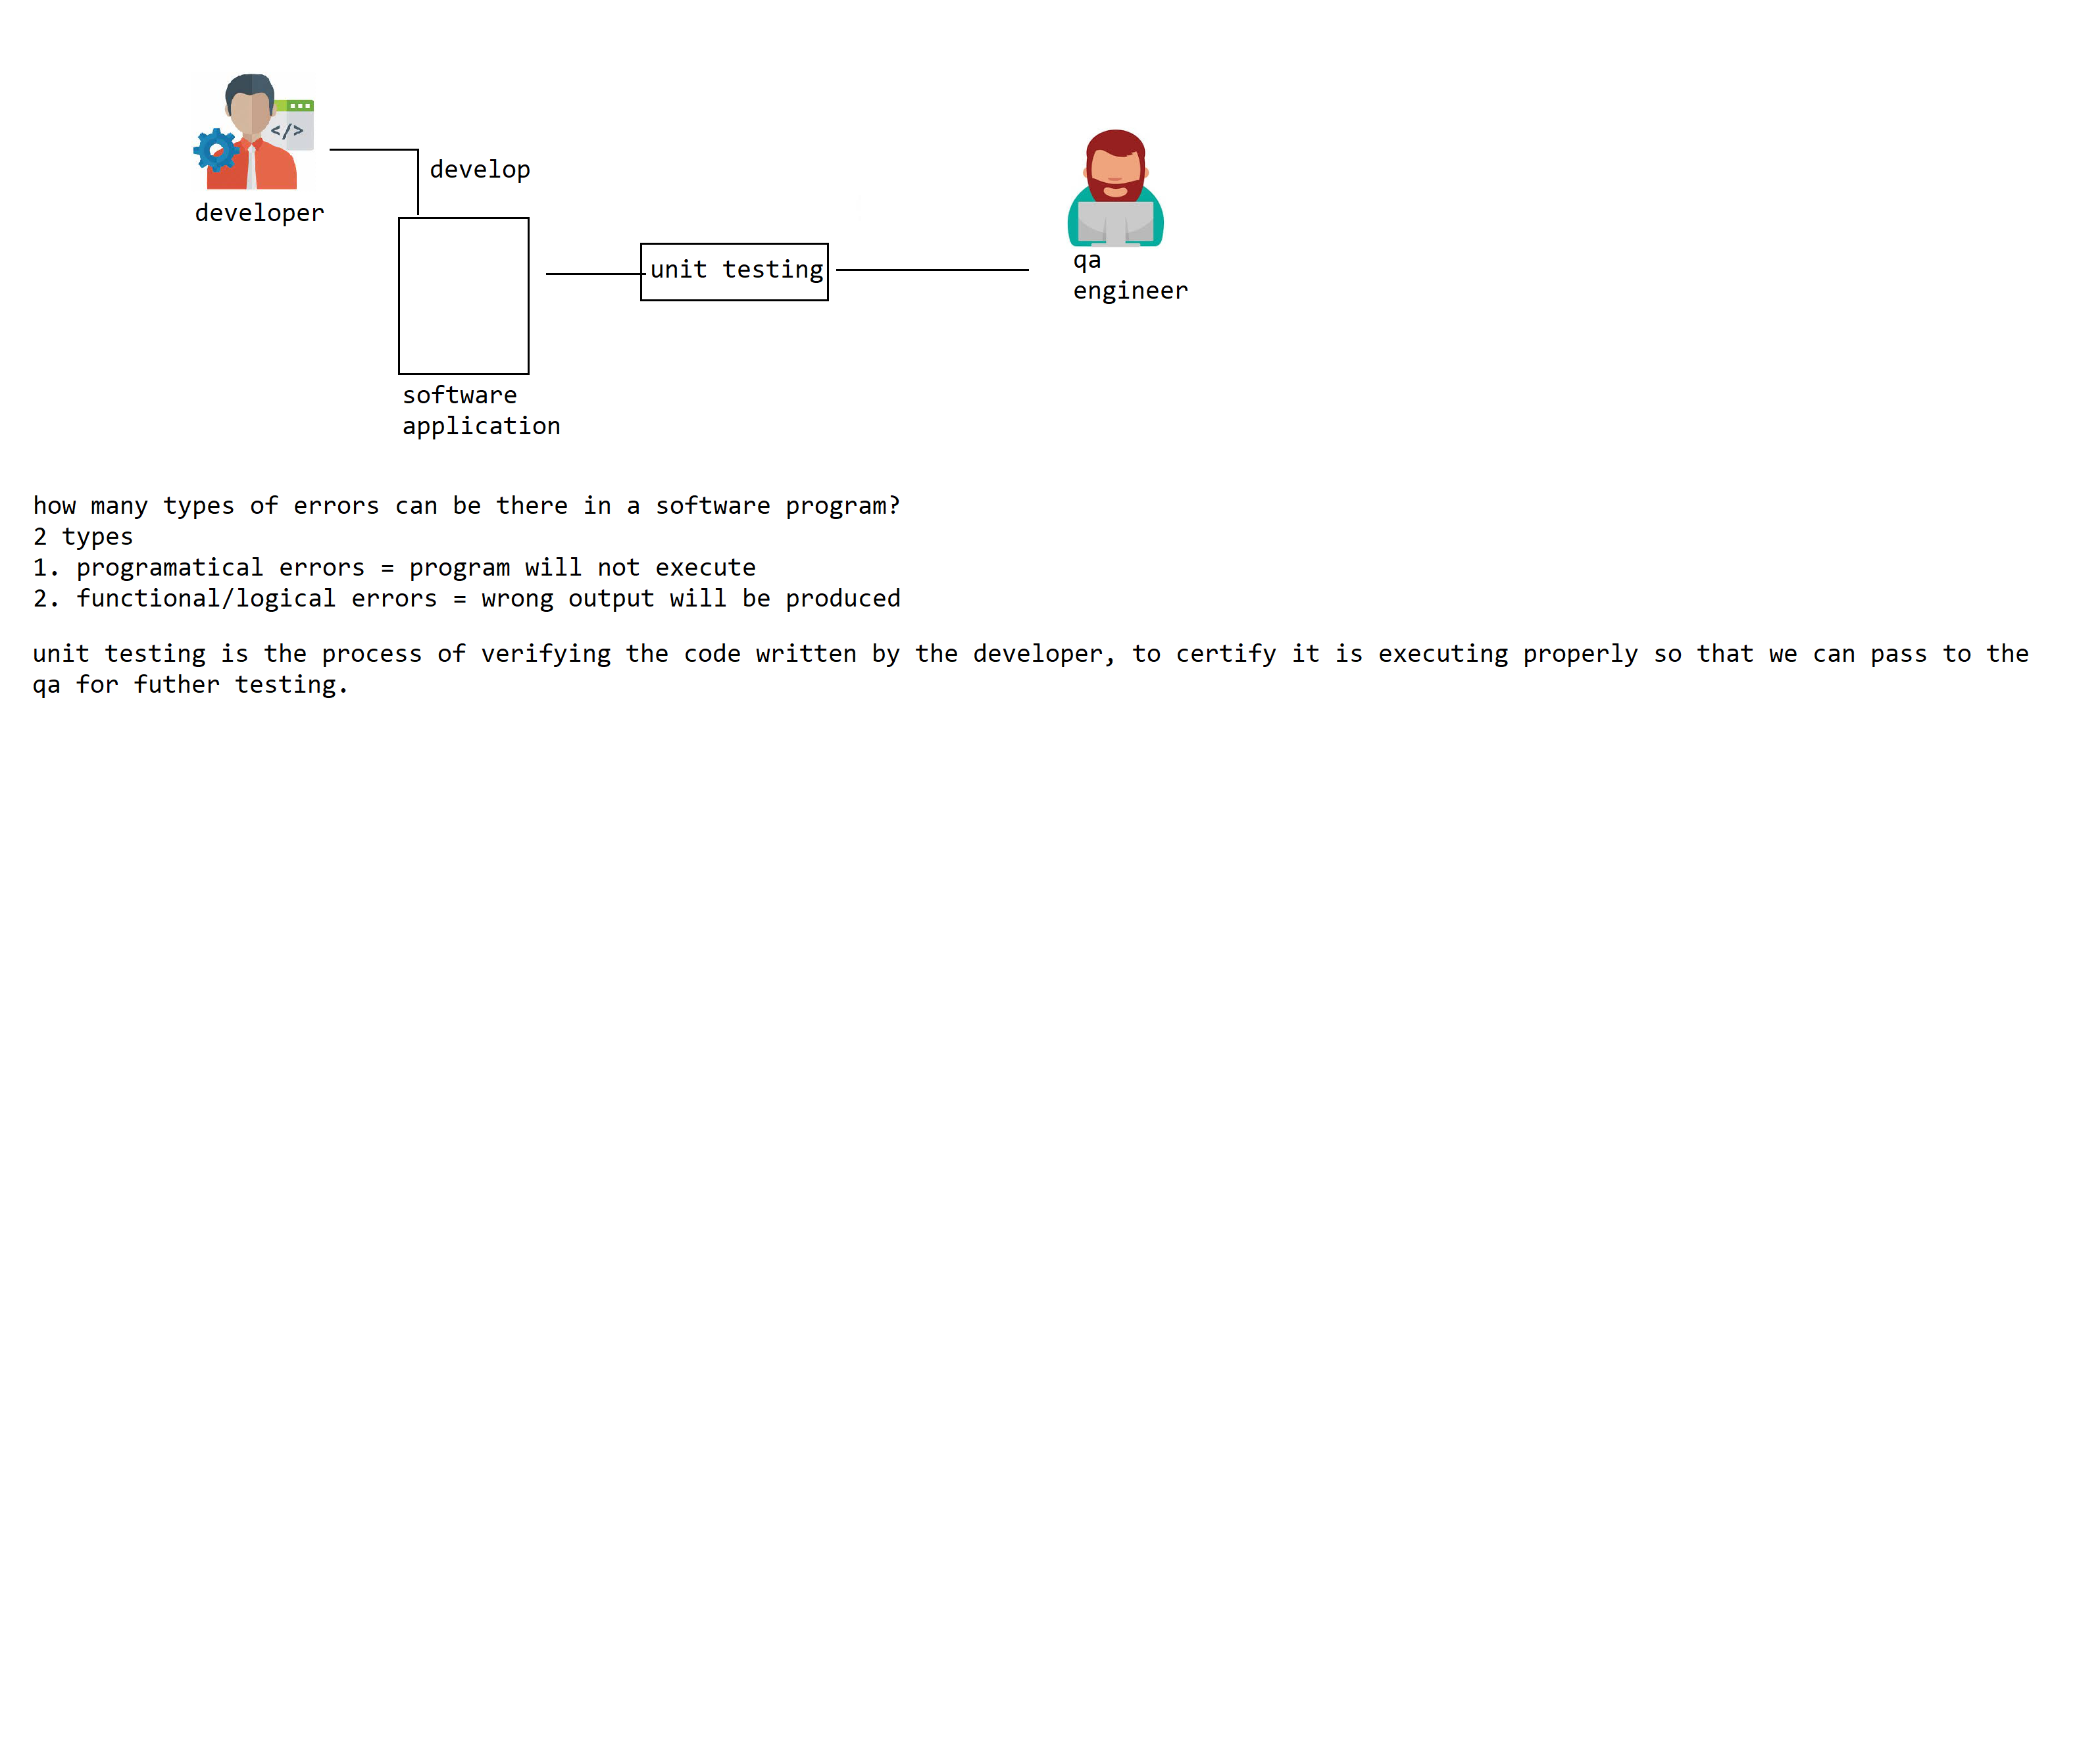 </>
developer
develop
unit testing
qa
engineer
software
application
how many types of errors can be there in a software program?
2 types
1. programatical errors = program will not execute
2. functional/logical errors = wrong output will be produced
unit testing is the process of verifying the code written by the developer, to certify it is executing properly so that we can pass to the
qa for futher testing.